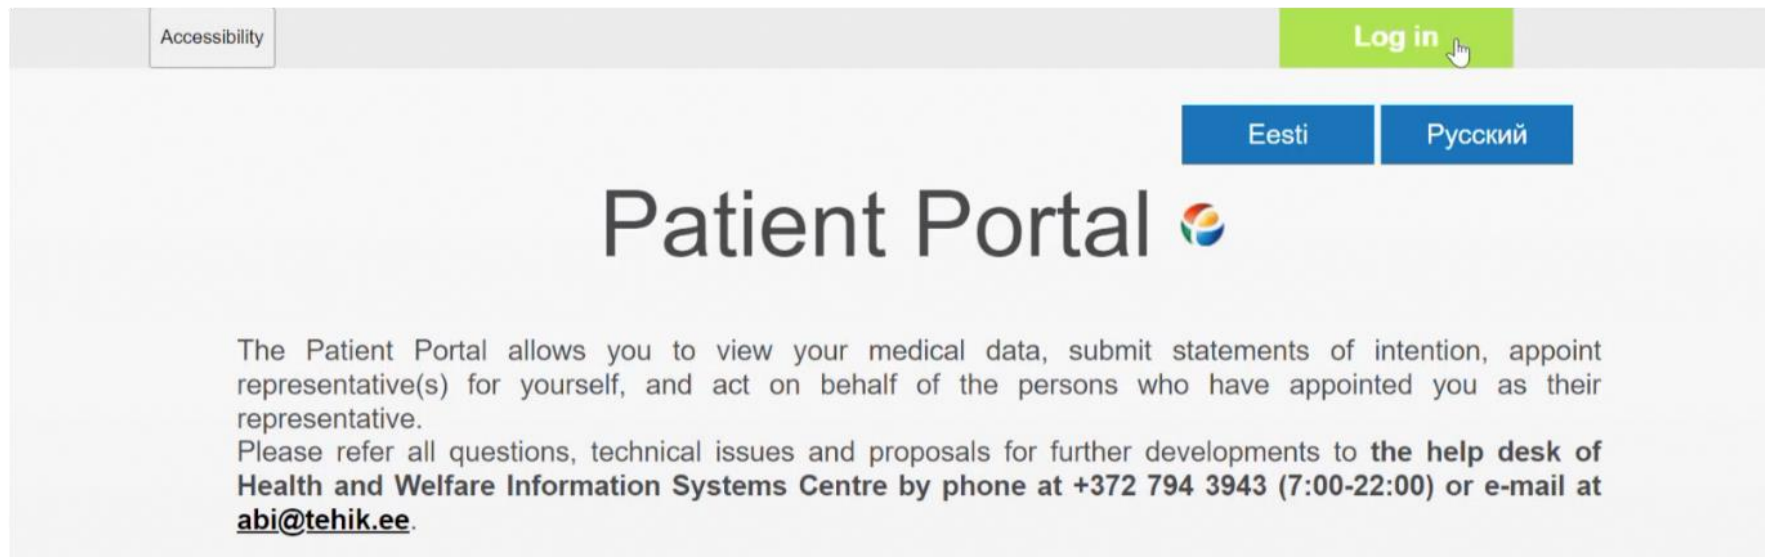 Accessibility
Log in
Eesti
Русский
Patient Portal
The Patient Portal allows you to view your medical data, submit statements of intention, appoint
representative(s) for yourself, and act on behalf of the persons who have appointed you as their
representative.
Please refer all questions, technical issues and proposals for further developments to the help desk of
Health and Welfare Information Systems Centre by phone at +372 794 3943 (7:00-22:00) or e-mail at
abi@tehik.ee.